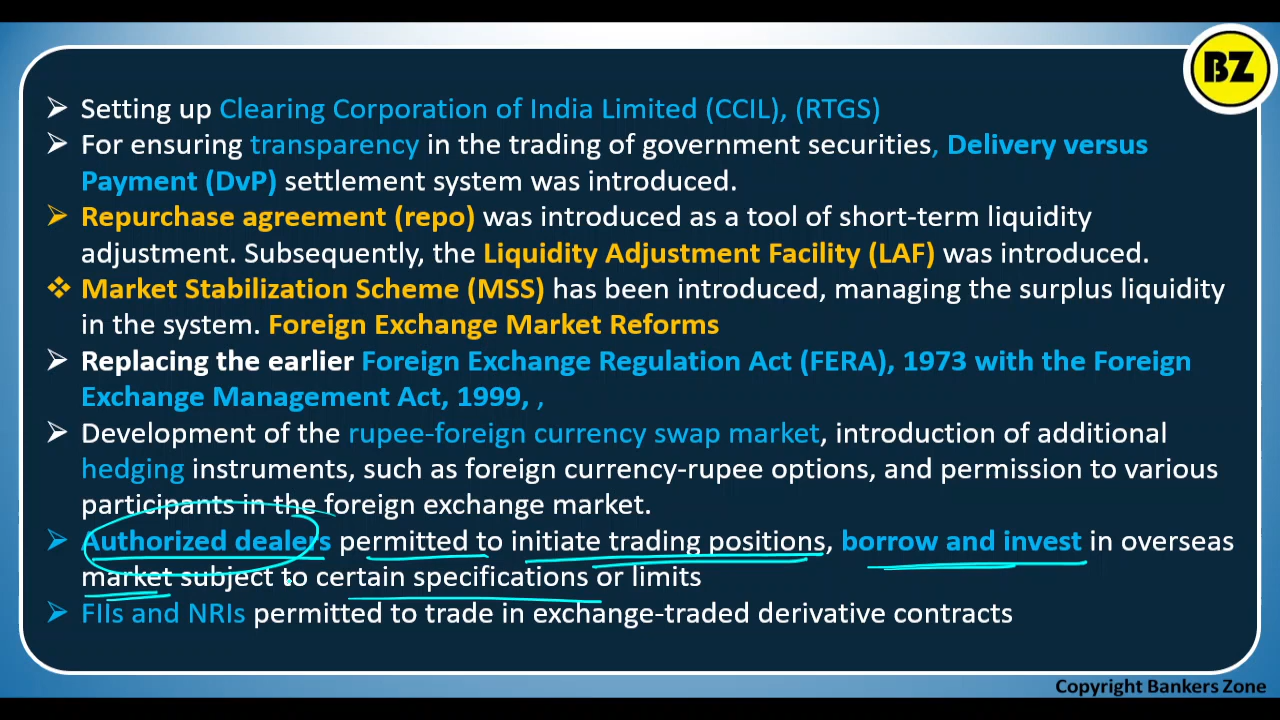 BZ
Setting up Clearing Corporation of India Limited (CCIL), (RTGS)
For ensuring transparency in the trading of government securities, Delivery versus
Payment (DvP) settlement system was introduced.
Repurchase agreement (repo) was introduced as a tool of short-term liquidity
adjustment. Subsequently, the Liquidity Adjustment Facility (LAF) was introduced.
Market Stabilization Scheme (MSS) has been introduced, managing the surplus liquidity
in the system. Foreign Exchange Market Reforms
Replacing the earlier Foreign Exchange Regulation Act (FERA), 1973 with the Foreign
Exchange Management Act, 1999, ,
Development of the rupee-foreign currency swap market, introduction of additional
hedging instruments, such as foreign currency-rupee options, and permission to various
participants in the foreign exchange market.
Authorized dealers permitted to initiate trading positions, borrow and invest in overseas
market subject to certain specifications or limits
FIIs and NRIs permitted to trade in exchange-traded derivative contracts
Copyright Bankers Zone